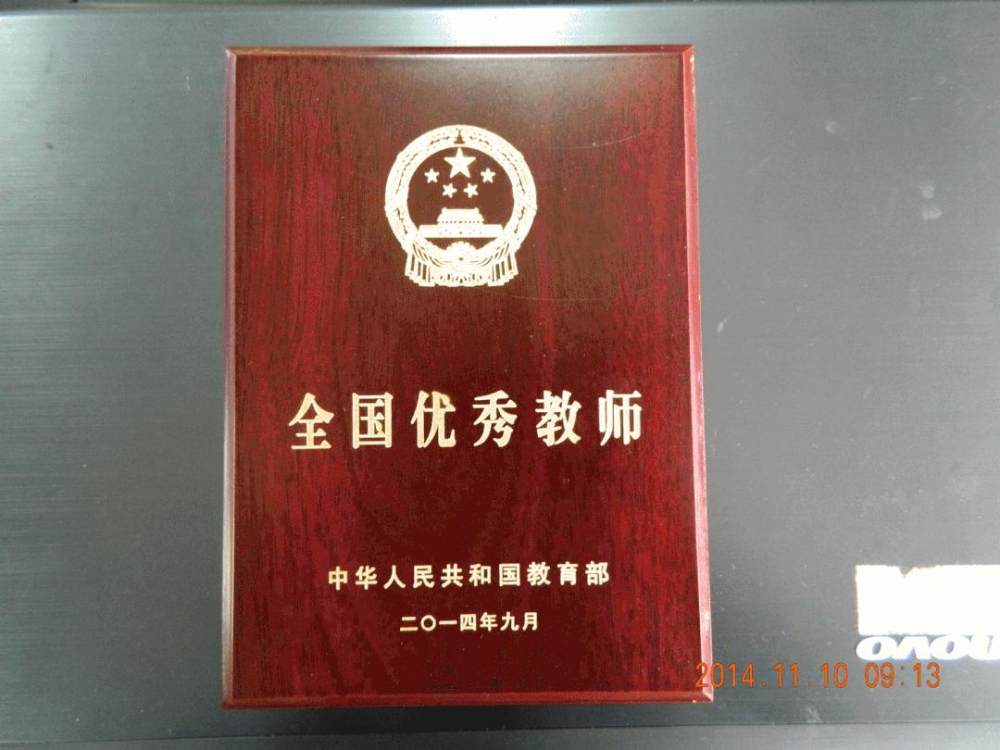 全国优秀教师
中华人民共和国教育部
二〇一四年九月
2014.11.10 09:13